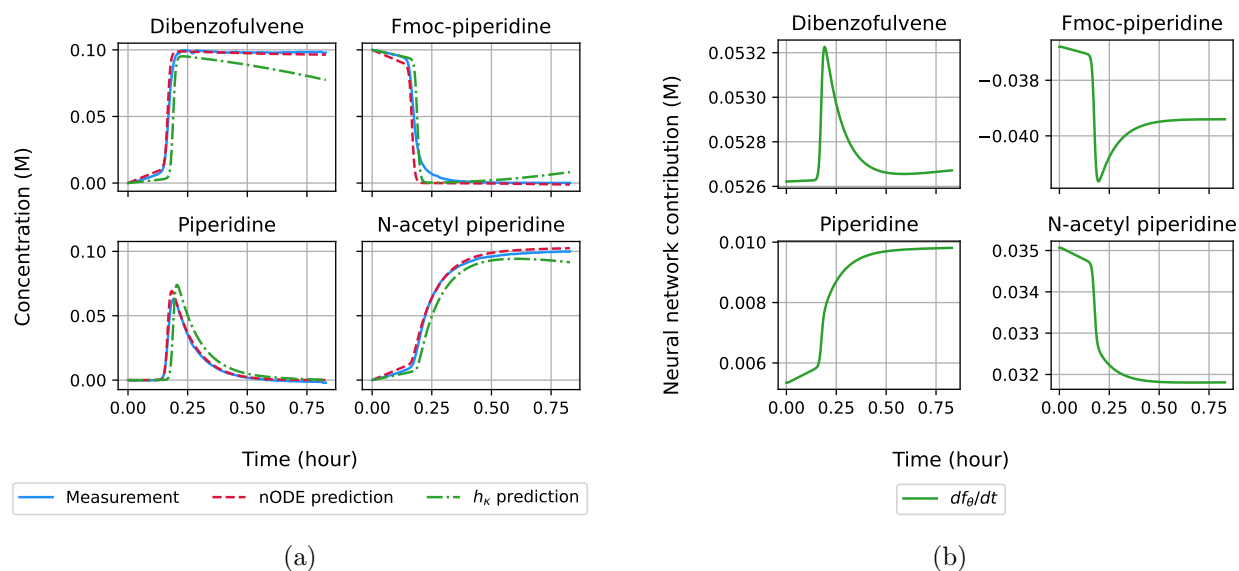 Dibenzofulvene
Fmoc-piperidine
0.10
0.05
0.00
Concentration (M)
Piperidine
N-acetyl piperidine
0.10
0.05
0.00
0.00 0.25 0.50 0.75
0.00 0.25 0.50 0.75
Time (hour)
Measurement nODE prediction hκ prediction
(a)
Dibenzofulvene
Fmoc-piperidine
0.0532
0.0530
0.0528
0.0526
−0.038
−0.040
Neural network contribution (M)
Piperidine
N-acetyl piperidine
0.010
0.008
0.006
0.035
0.034
0.033
0.032
0.00 0.25 0.50 0.75
0.00 0.25 0.50 0.75
Time (hour)
dfθ/dt
(b)